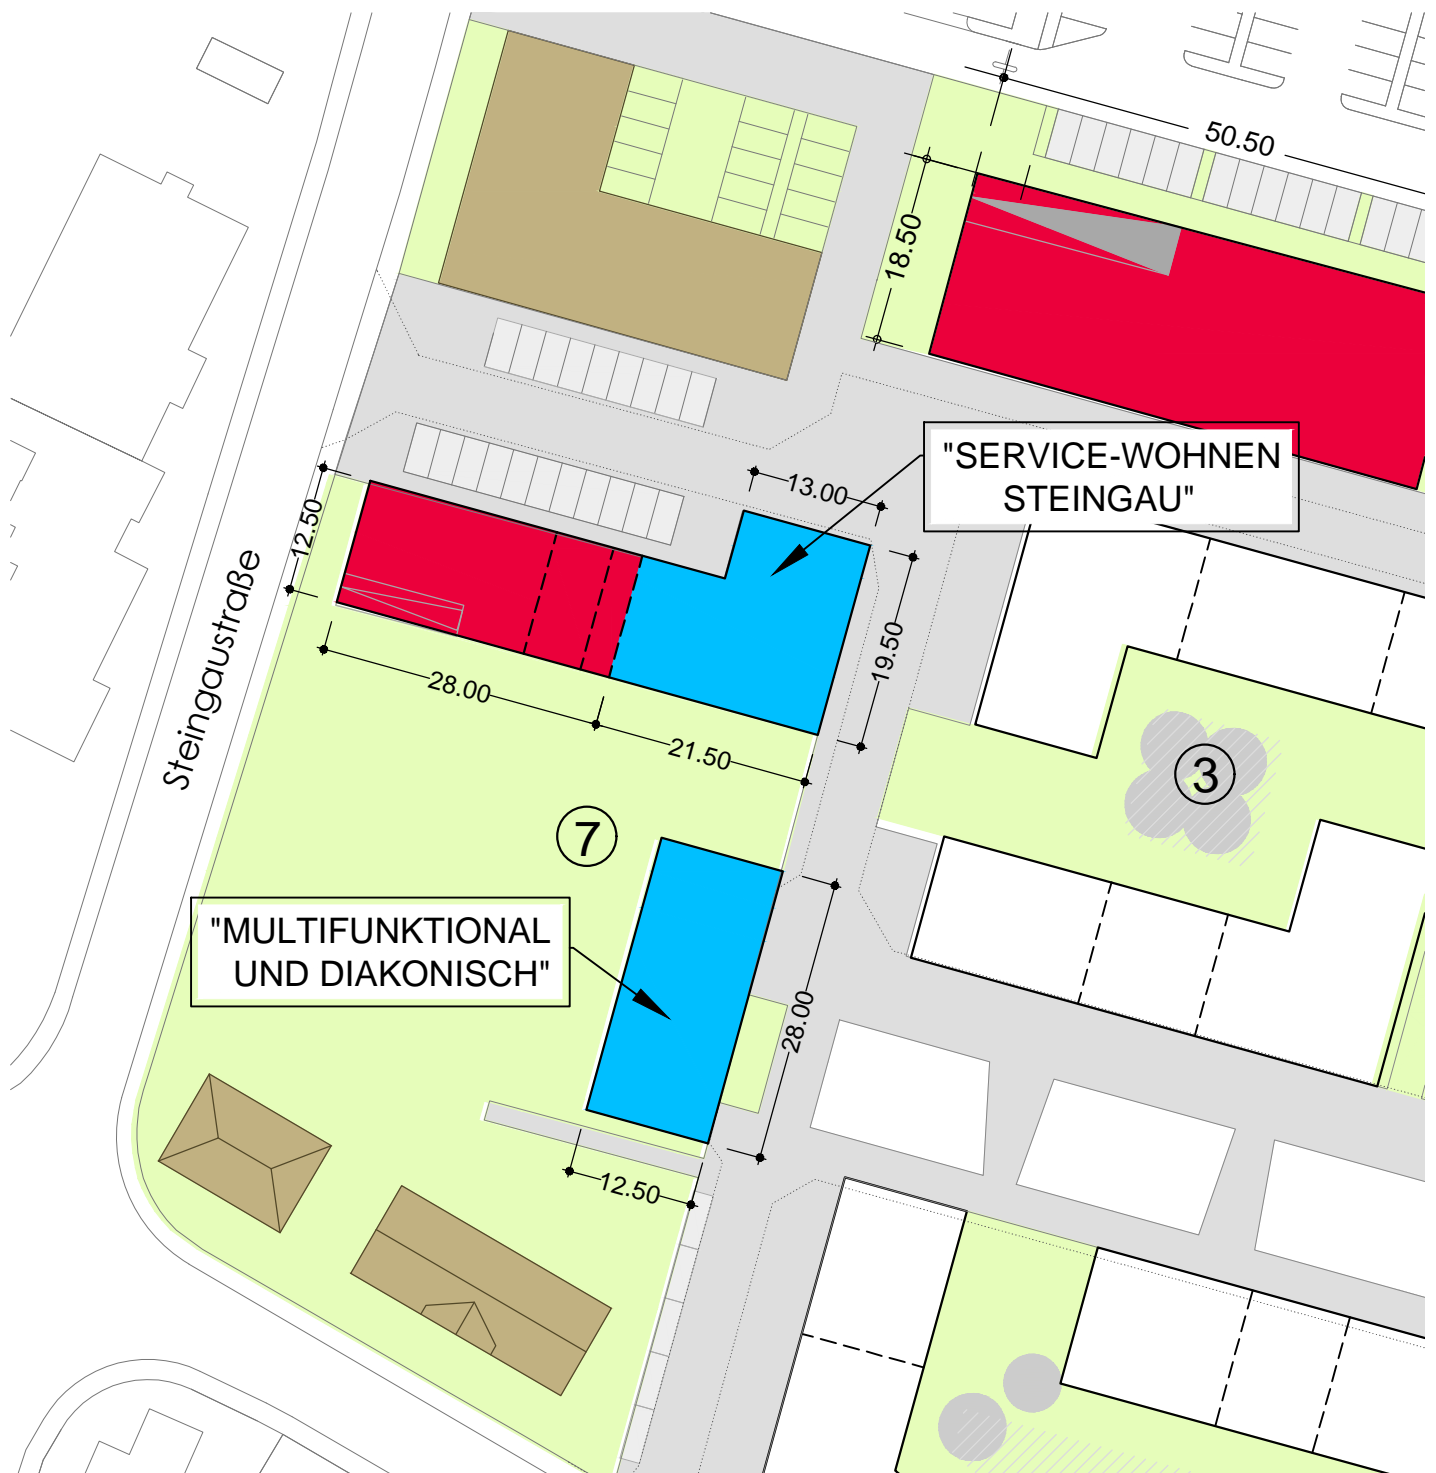 50.50
18.50
"SERVICE-WOHNEN
STEINGAU"
13.00
12.50
Steingaustraße
19.50
28.00
21.50
3
7
"MULTIFUNKTIONAL
UND DIAKONISCH"
28.00
12.50